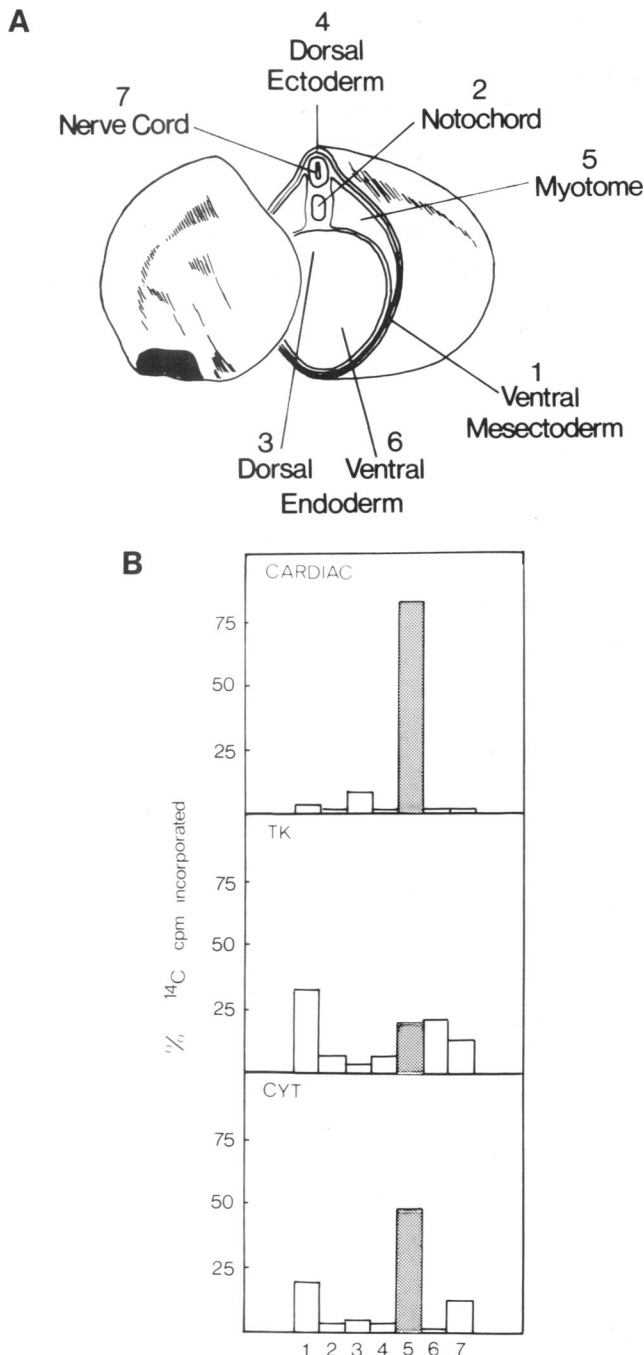 A
4
Dorsal
Ectoderm
7
Nerve Cord
2
Notochord
5
Myotome
1
Ventral
Mesectoderm
3 6
Dorsal Ventral
Endoderm
B
CARDIAC
75
50
25
TK
75
50
25
CYT
75
50
25
% 14C cpm incorporated
1 2 3 4 5 6 7